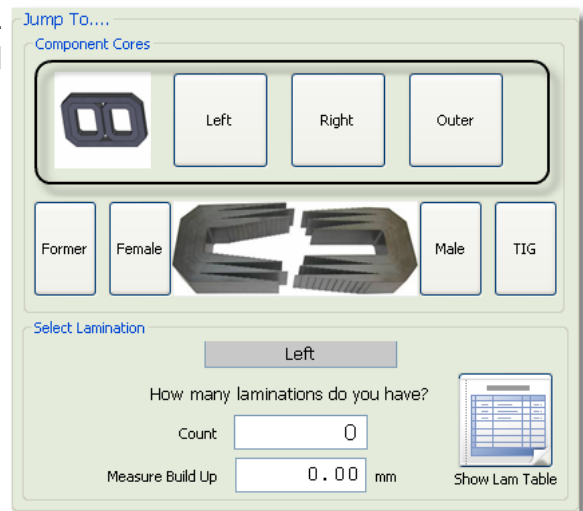 Jump To....
Component Cores
Left Right Outer
Former Female Male TIG
Select Lamination
Left
How many laminations do you have?
Count 0
Measure Build Up 0.00 mm
Show Lam Table